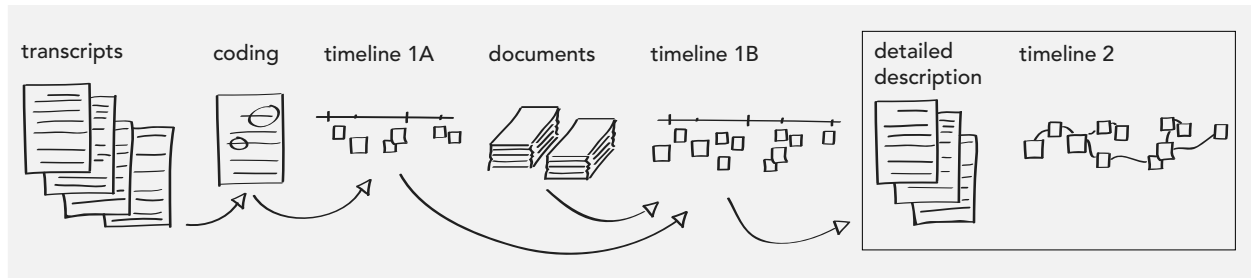 transcripts
coding
timeline 1A
documents
timeline 1B
detailed
description
timeline 2